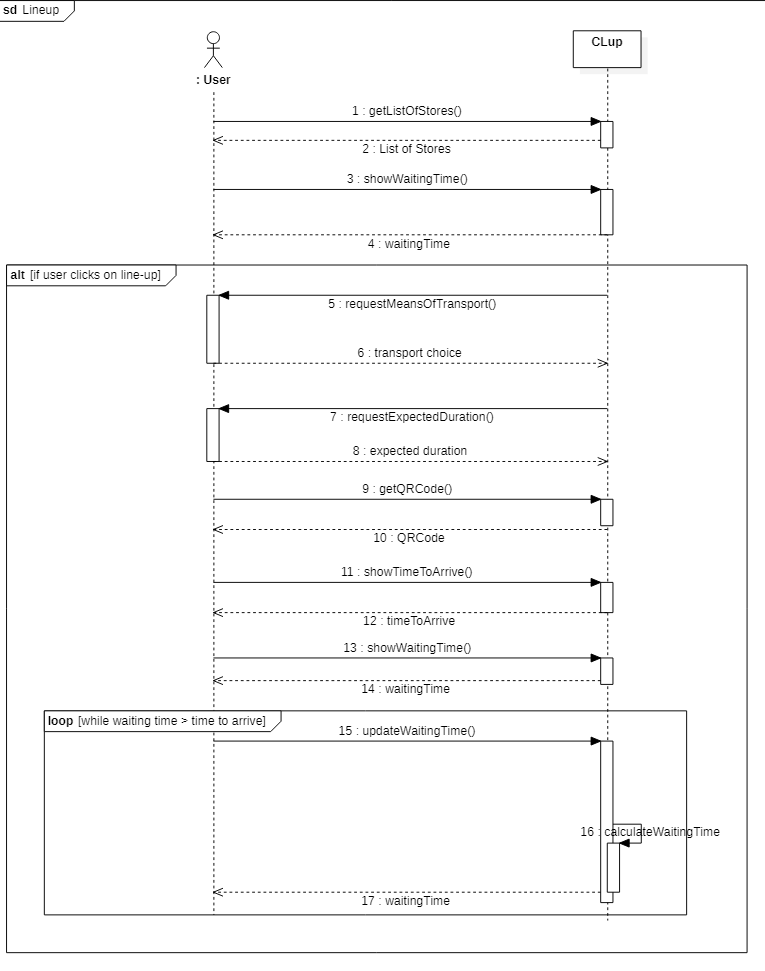 sd Lineup
CLup
: User
1 : getListOfStores()
2 : List of Stores
3 : showWaitingTime()
4 : waitingTime
alt [if user clicks on line-up]
5 : requestMeansOfTransport()
6 : transport choice
7 : requestExpectedDuration()
8 : expected duration
9 : getQRCode()
10 : QRCode
11 : showTimeToArrive()
12 : timeToArrive
13 : showWaitingTime()
14 : waitingTime
loop [while waiting time > time to arrive]
15 : updateWaitingTime()
16 : calculateWaitingTime
17 : waitingTime